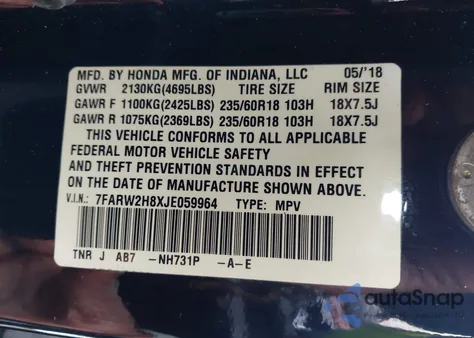 MFD. BY HONDA MFG. OF INDIANA, LLC 05/'18
GVWR 2130KG(4695LBS) TIRE SIZE RIM SIZE
GAWR F 1100KG(2425LBS) 235/60R18 103H 18X7.5J
GAWR R 1075KG(2369LBS) 235/60R18 103H 18X7.5J
THIS VEHICLE CONFORMS TO ALL APPLICABLE
FEDERAL MOTOR VEHICLE SAFETY
AND THEFT PREVENTION STANDARDS IN EFFECT
ON THE DATE OF MANUFACTURE SHOWN ABOVE.
V.I.N.: 7FARW2H8XJE059964 TYPE: MPV
TNR J AB7 -NH731P -A-E
autoSnap